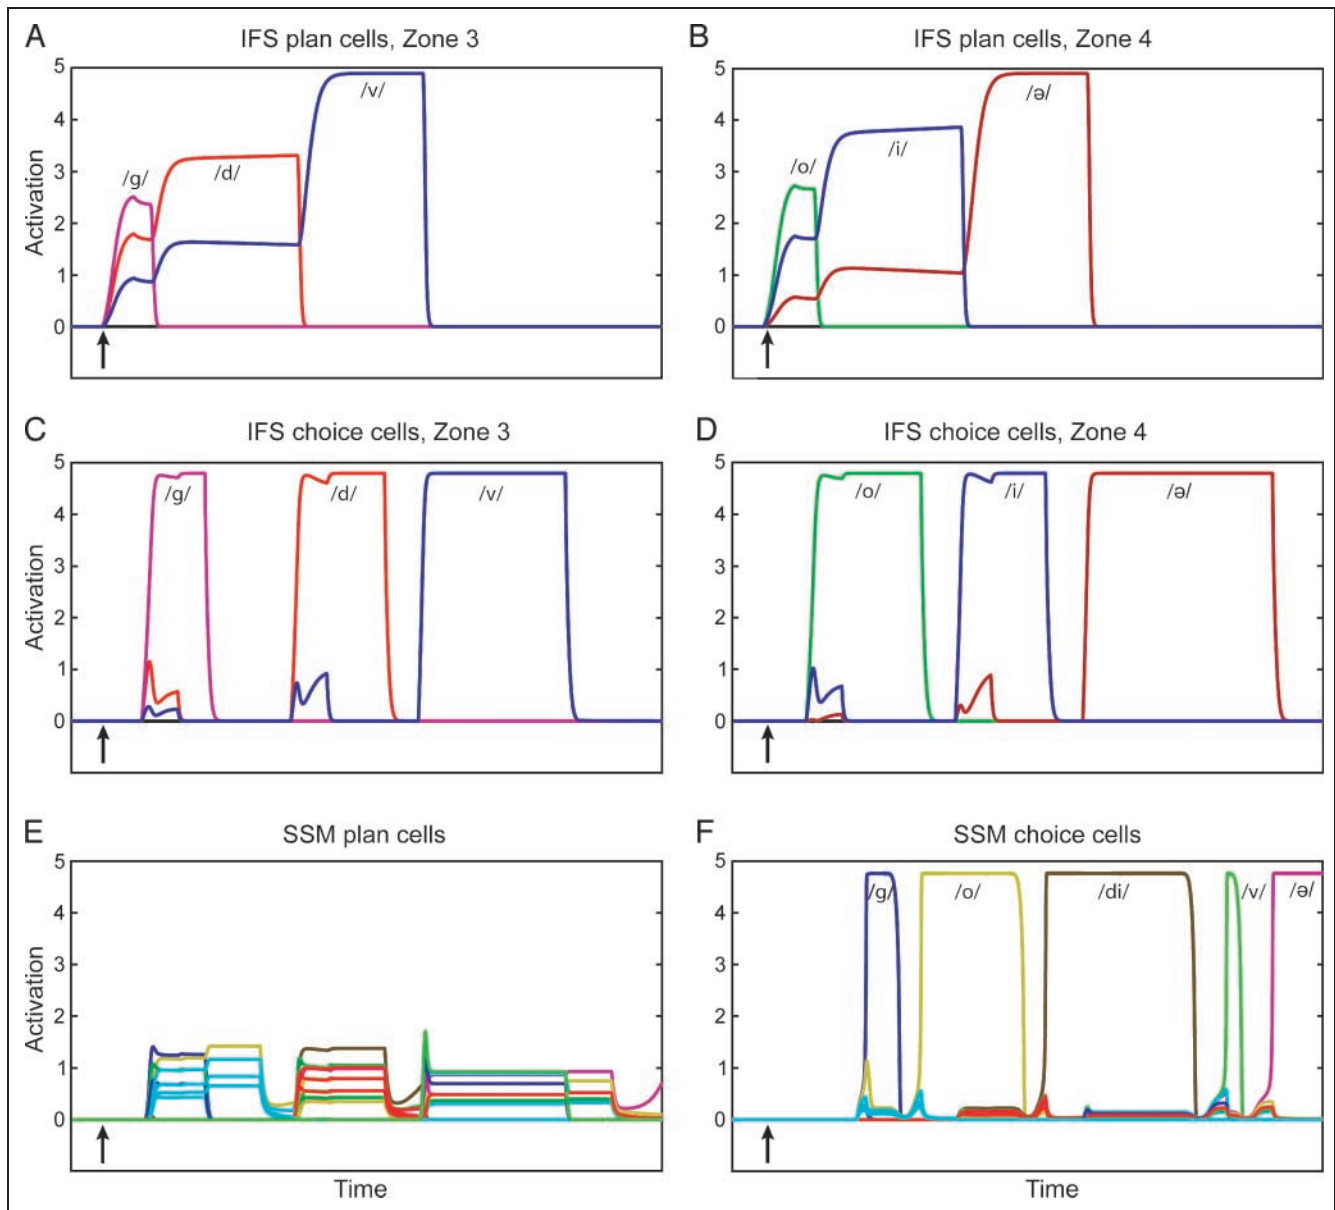 A
IFS plan cells, Zone 3
B
IFS plan cells, Zone 4
5
4
3
2
1
0
Activation
/g/
/d/
/v/
5
4
3
2
1
0
/o/
/i/
/ə/
C
IFS choice cells, Zone 3
D
IFS choice cells, Zone 4
5
4
3
2
1
0
Activation
/g/
/d/
/v/
5
4
3
2
1
0
/o/
/i/
/ə/
E
SSM plan cells
F
SSM choice cells
5
4
3
2
1
0
Activation
Time
5
4
3
2
1
0
/g/
/o/
/di/
/v/
/ə/
Time